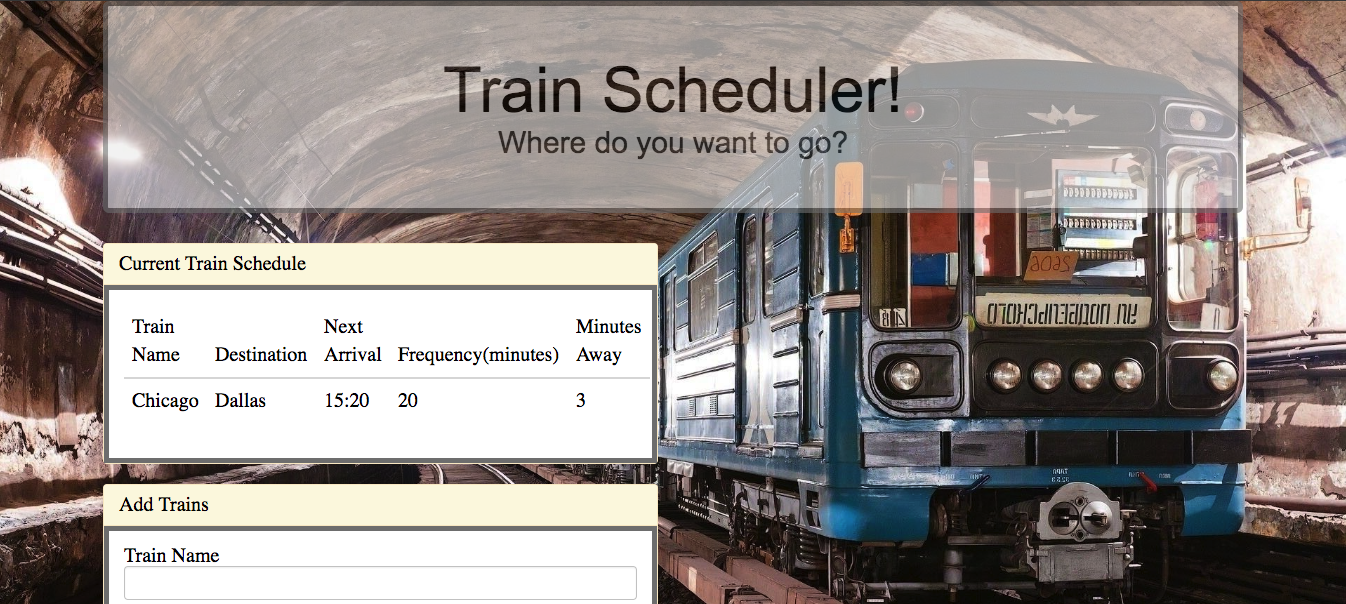 Train Scheduler!
Where do you want to go?
Current Train Schedule
Train Next Minutes
Name Destination Arrival Frequency(minutes) Away
Chicago Dallas 15:20 20 3
Add Trains
Train Name